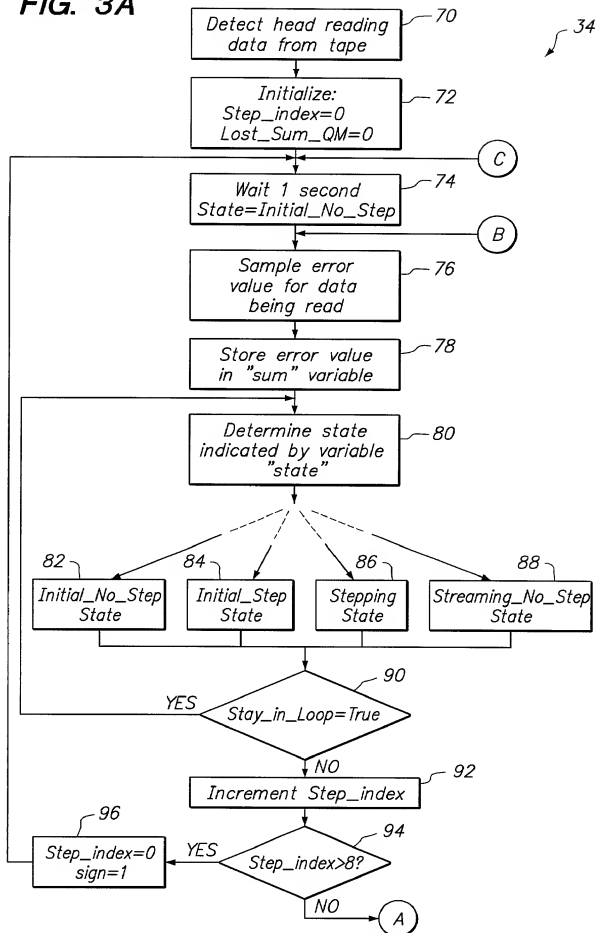 FIG. 3A
34
Detect head reading
data from tape
70
Initialize:
Step_index=0
Lost_Sum_QM=0
72
C
Wait 1 second
State=Initial_No_Step
74
B
Sample error
value for data
being read
76
Store error value
in "sum" variable
78
Determine state
indicated by variable
"state"
80
82
Initial_No_Step
State
84
Initial_Step
State
86
Stepping
State
88
Streaming_No_Step
State
90
Stay_in_Loop=True
YES
NO
Increment Step_index
92
94
Step_index>8?
YES
96
Step_index=0
sign=1
NO
A